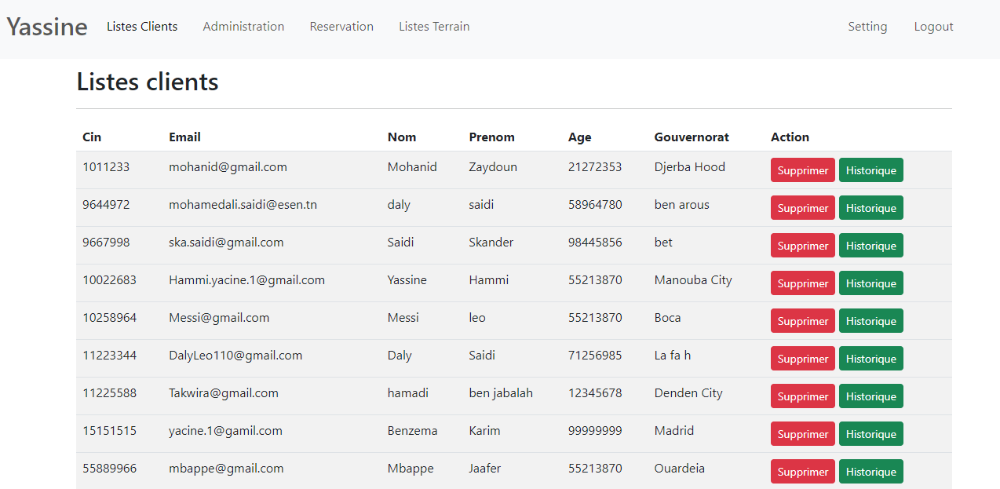 Yassine Listes Clients Administration Reservation Listes Terrain Setting Logout
Listes clients
Cin Email Nom Prenom Age Gouvernorat Action
1011233 mohanid@gmail.com Mohanid Zaydoun 21272353 Djerba Hood Supprimer Historique
9644972 mohamedali.saidi@esen.tn daly saidi 58964780 ben arous Supprimer Historique
9667998 ska.saidi@gmail.com Saidi Skander 98445856 bet Supprimer Historique
10022683 Hammi.yacine.1@gmail.com Yassine Hammi 55213870 Manouba City Supprimer Historique
10258964 Messi@gmail.com Messi leo 55213870 Boca Supprimer Historique
11223344 DalyLeo110@gmail.com Daly Saidi 71256985 La fa h Supprimer Historique
11225588 Takwira@gmail.com hamadi ben jabalah 12345678 Denden City Supprimer Historique
15151515 yacine.1@gamil.com Benzema Karim 99999999 Madrid Supprimer Historique
55889966 mbappe@gmail.com Mbappe Jaafer 55213870 Ouardeia Supprimer Historique